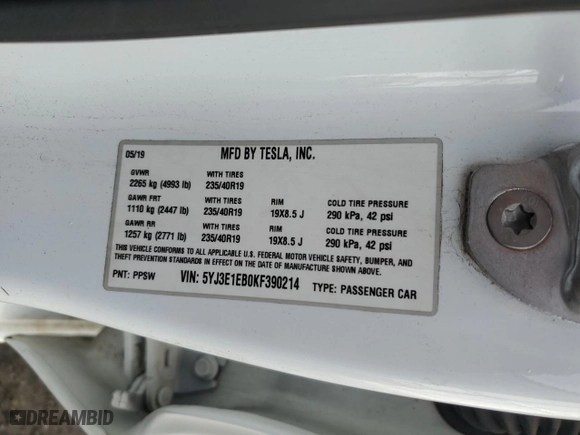 05/19 MFD BY TESLA, INC.
GVWR WITH TIRES
2265 kg (4993 lb) 235/40R19
GAWR FRT WITH TIRES RIM COLD TIRE PRESSURE
1110 kg (2447 lb) 235/40R19 19X8.5 J 290 kPa, 42 psi
GAWR RR WITH TIRES RIM COLD TIRE PRESSURE
1257 kg (2771 lb) 235/40R19 19X8.5 J 290 kPa, 42 psi
THIS VEHICLE CONFORMS TO ALL APPLICABLE U.S. FEDERAL MOTOR VEHICLE SAFETY, BUMPER, AND
THEFT PREVENTION STANDARDS IN EFFECT ON THE DATE OF MANUFACTURE SHOWN ABOVE.
PNT: PPSW VIN: 5YJ3E1EB0KF390214 TYPE: PASSENGER CAR
DREAMBID